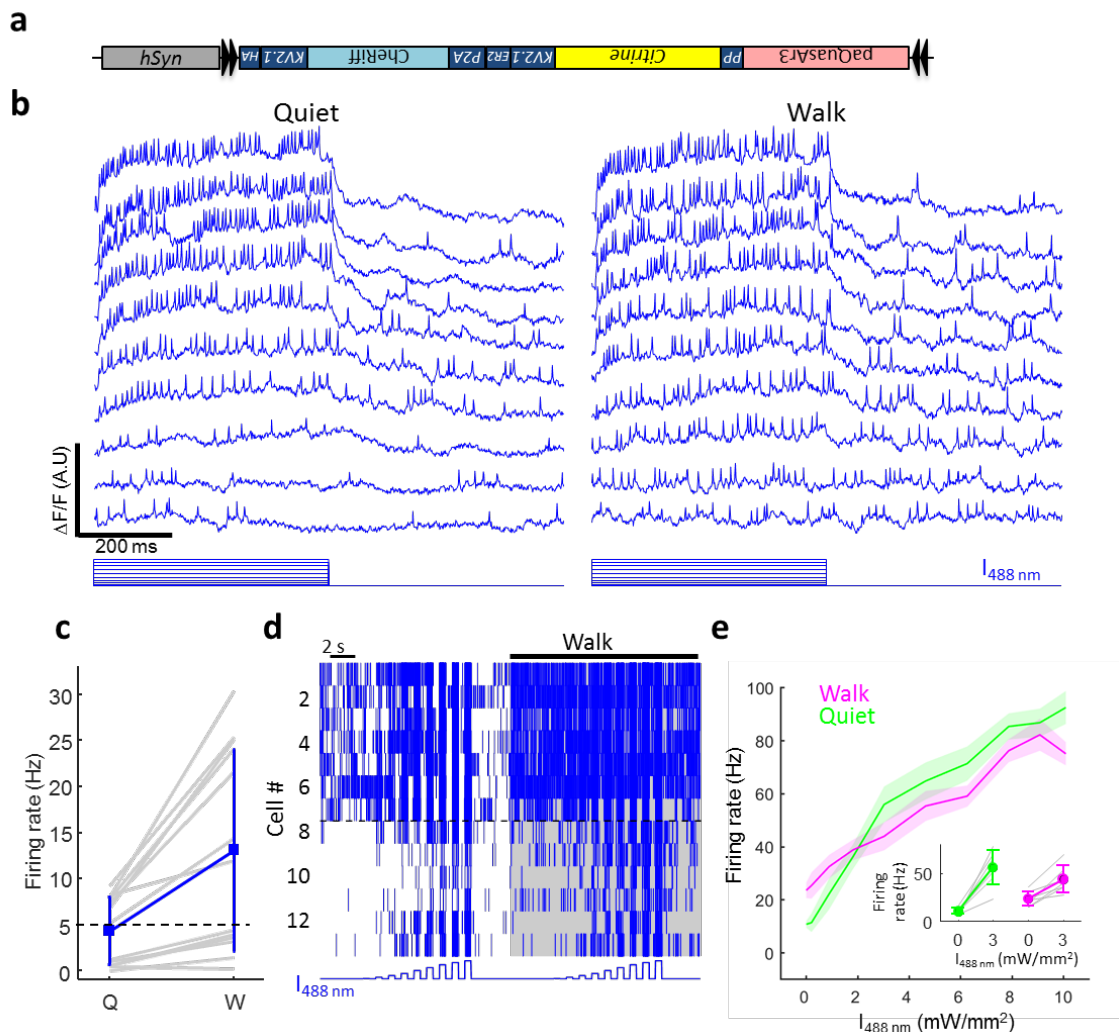 a
hSyn HA KV2.1 CheRiff P2A ER2 KV2.1 Citrine PP paQuasAr3
b
Quiet Walk
ΔF/F (A.U)
200 ms
I488 nm
c
Firing rate (Hz)
30
25
20
15
10
5
0
Q W
d
2 s Walk
Cell #
2
4
6
8
10
12
I488 nm
e
Walk
Quiet
Firing rate (Hz)
100
80
60
40
20
0
0 2 4 6 8 10
I488 nm (mW/mm²)
Firing
rate (Hz)
50
0
0 3 0 3
I488 nm (mW/mm²)